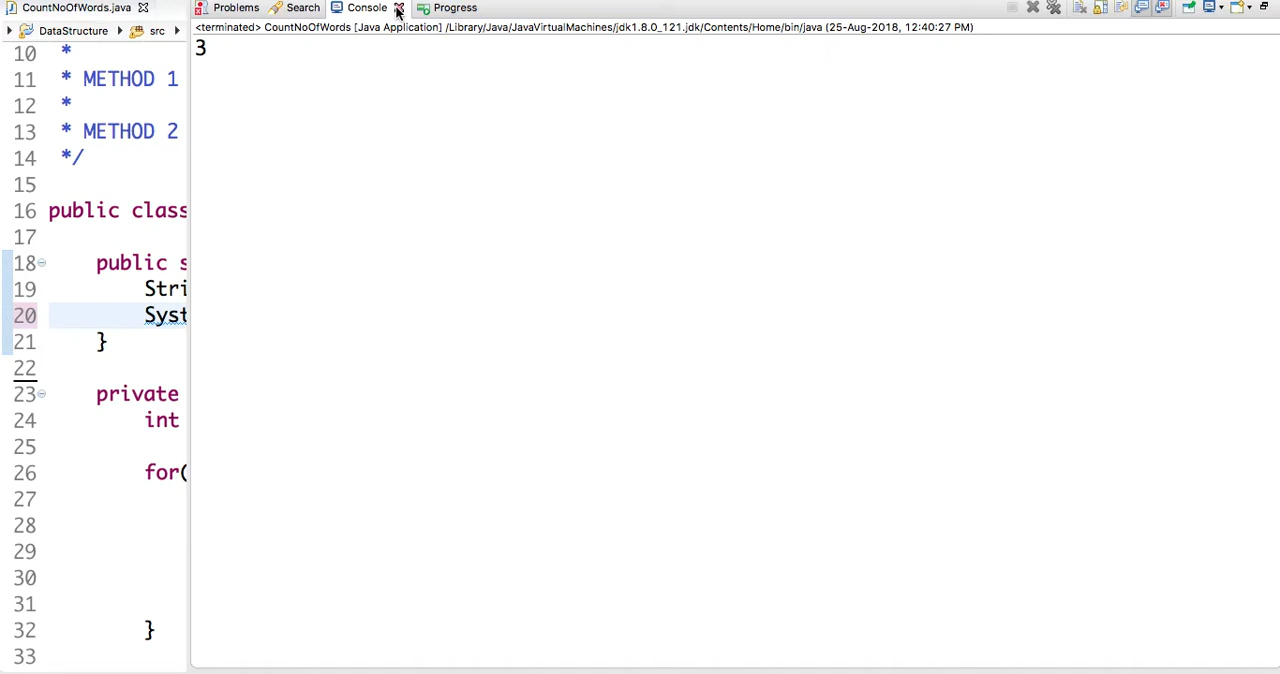 CountNoOfWords.java
Problems Search Console Progress
DataStructure src
<terminated> CountNoOfWords [Java Application] /Library/Java/JavaVirtualMachines/jdk1.8.0_121.jdk/Contents/Home/bin/java (25-Aug-2018, 12:40:27 PM)
3
10 *
11 * METHOD 1
12 *
13 * METHOD 2
14 */
15
16 public class
17
18 public s
19 Stri
20 Syst
21 }
22
23 private
24 int
25
26 for(
27
28
29
30
31
32 }
33